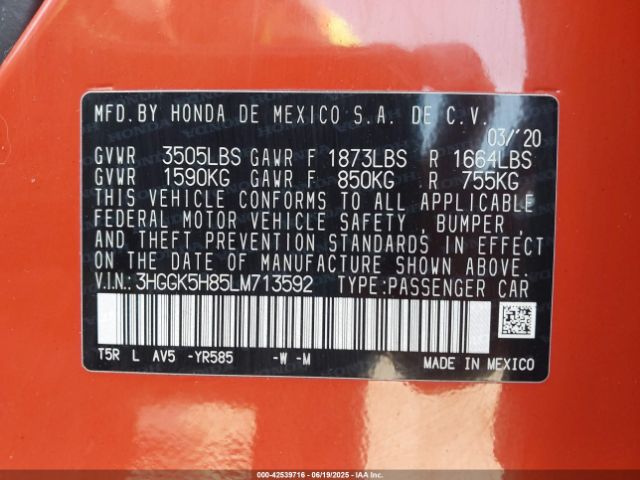 MFD.BY HONDA DE MEXICO S.A. DE C.V.
03/'20
GVWR 3505LBS GAWR F 1873LBS R 1664LBS
GVWR 1590KG GAWR F 850KG R 755KG
THIS VEHICLE CONFORMS TO ALL APPLICABLE
FEDERAL MOTOR VEHICLE SAFETY , BUMPER ,
AND THEFT PREVENTION STANDARDS IN EFFECT
ON THE DATE OF MANUFACTURE SHOWN ABOVE.
V.I.N.: 3HGGK5H85LM713592 TYPE:PASSENGER CAR
T5R L AV5 -YR585 -W -M MADE IN MEXICO
000-42539716 - 06/19/2025 - IAAI.COM